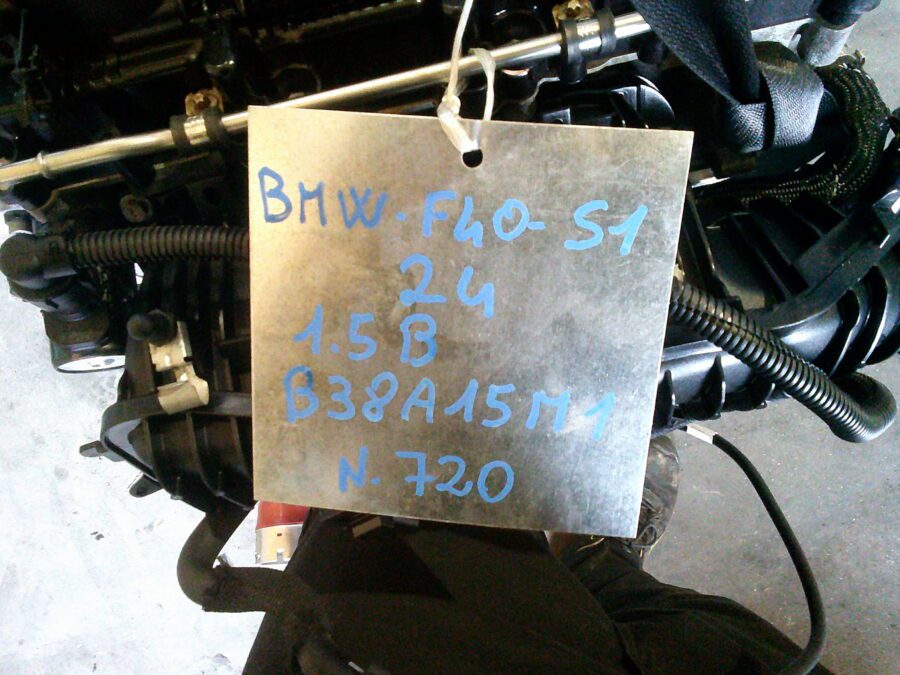 BMW. F40- S1
24
1.5 B
B38A15M1
N. 720